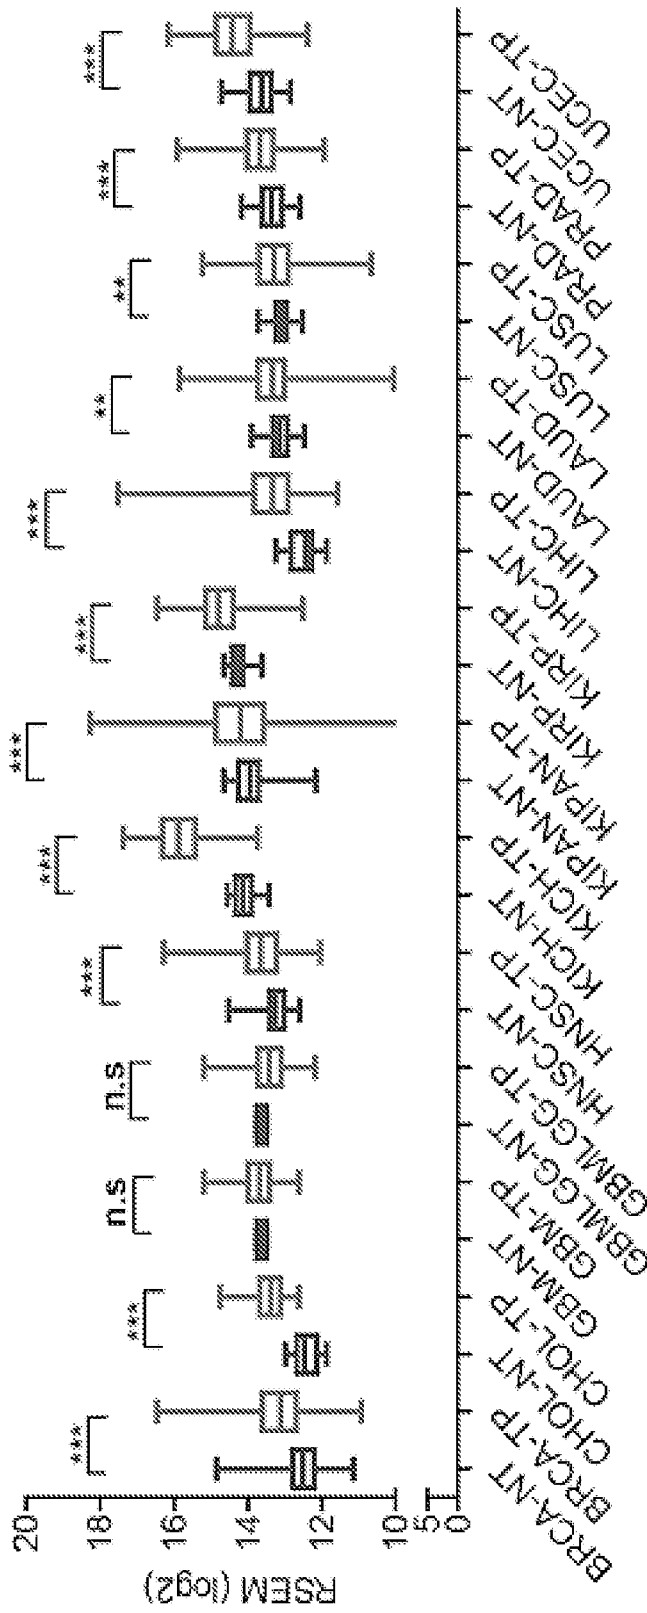 RSEM (log2)
20
18
16
14
12
10
5
0
***
***
n.s
n.s
***
***
***
***
***
**
**
***
***
BRCA-NT
BRCA-TP
CHOL-NT
CHOL-TP
GBM-NT
GBM-TP
GBMLGG-NT
GBMLGG-TP
HNSC-NT
HNSC-TP
KICH-NT
KICH-TP
KIPAN-NT
KIPAN-TP
KIRP-NT
KIRP-TP
LIHC-NT
LIHC-TP
LAUD-NT
LAUD-TP
LUSC-NT
LUSC-TP
PRAD-NT
PRAD-TP
UCEC-NT
UCEC-TP